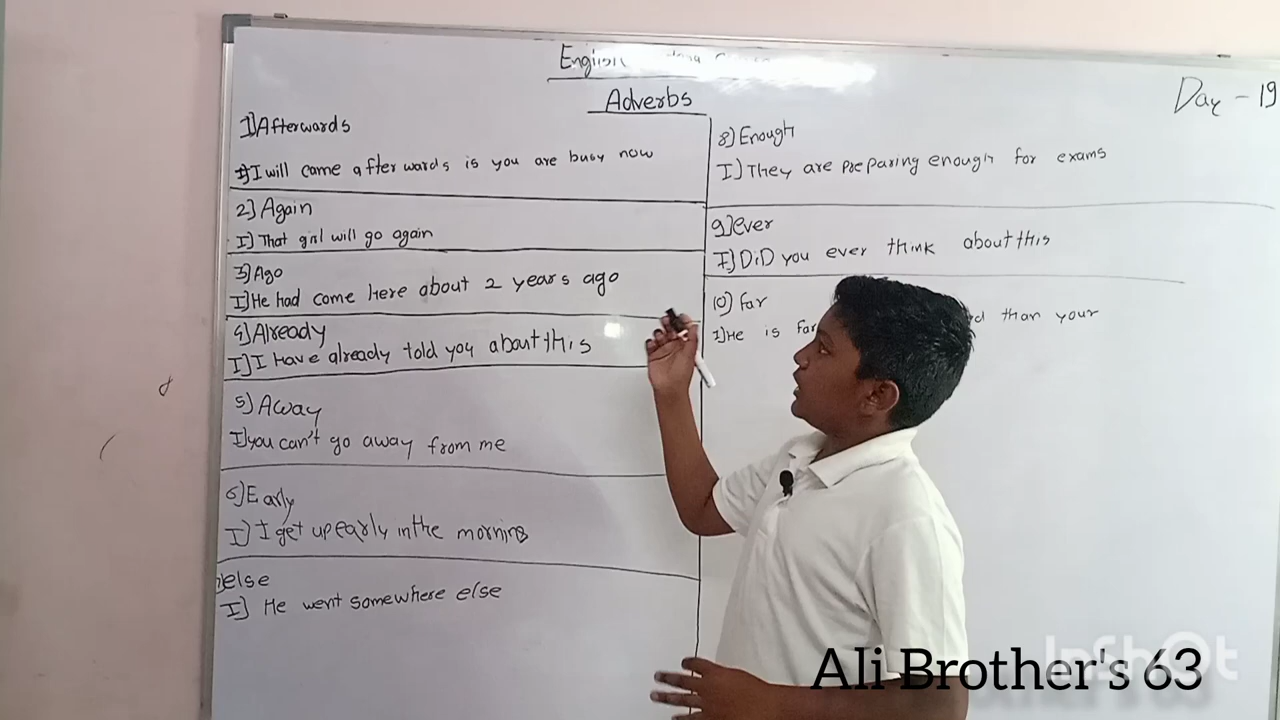 English
Adverbs
Day - 19
1) Afterwards
I) I will came after wards is you are busy now
2) Again
I) That girl will go again
3) Ago
I) He had come here about 2 years ago
4) Already
I) I have already told you about this
5) Away
I) you can't go away from me
6) Early
I) I get up early in the morning
) else
I) He went somewhere else
8) Enough
I) They are preparing enough for exams
9) ever
I) DiD you ever think about this
10) far
I) He is far than your
Ali Brother's 63
InShot